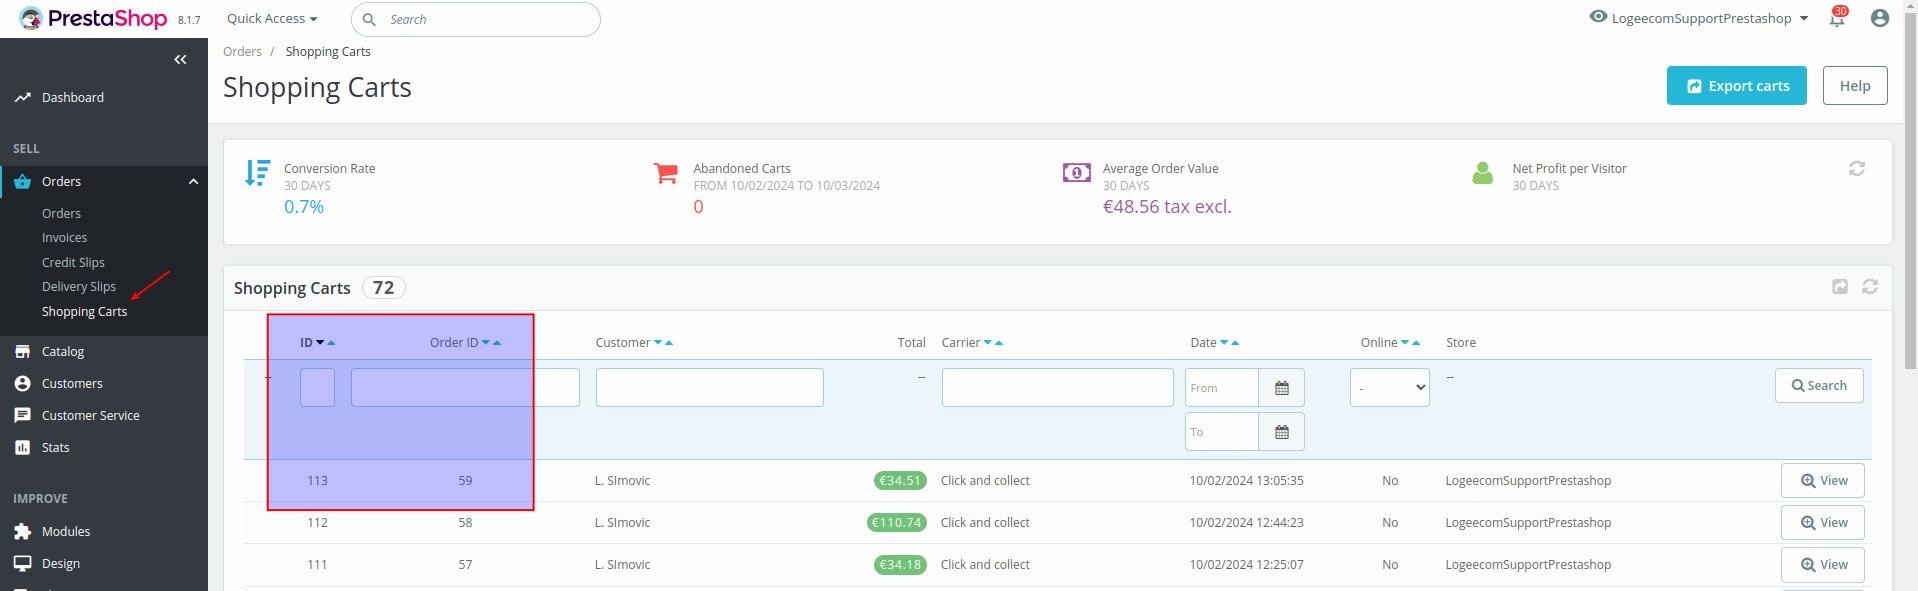 PrestaShop 8.1.7 Quick Access Search LogeecomSupportPrestashop 30
Orders / Shopping Carts
Shopping Carts Export carts Help
Dashboard
SELL
Orders
Orders
Invoices
Credit Slips
Delivery Slips
Shopping Carts
Catalog
Customers
Customer Service
Stats
IMPROVE
Modules
Design
Conversion Rate
30 DAYS
0.7%
Abandoned Carts
FROM 10/02/2024 TO 10/03/2024
0
Average Order Value
30 DAYS
€48.56 tax excl.
Net Profit per Visitor
30 DAYS
Shopping Carts 72
ID Order ID Customer Total Carrier Date Online Store
-- -- From - -- Search
To
113 59 L. SImovic €34.51 Click and collect 10/02/2024 13:05:35 No LogeecomSupportPrestashop View
112 58 L. SImovic €110.74 Click and collect 10/02/2024 12:44:23 No LogeecomSupportPrestashop View
111 57 L. SImovic €34.18 Click and collect 10/02/2024 12:25:07 No LogeecomSupportPrestashop View